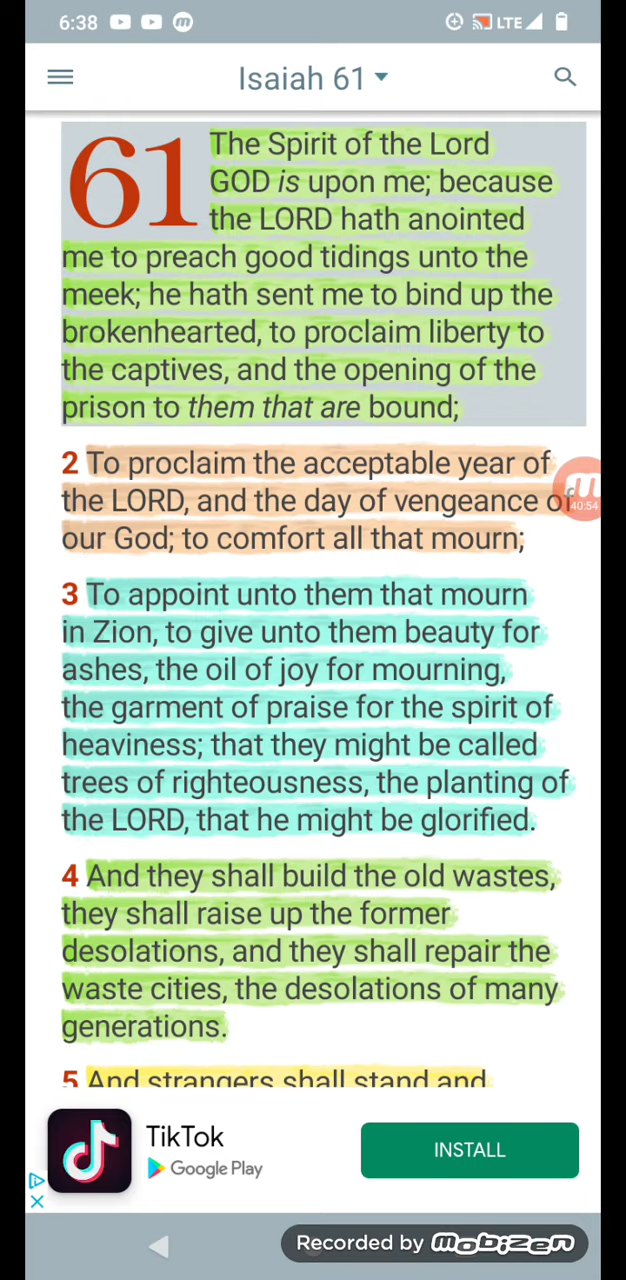 6:38
LTE
Isaiah 61
61 The Spirit of the Lord
GOD is upon me; because
the LORD hath anointed
me to preach good tidings unto the
meek; he hath sent me to bind up the
brokenhearted, to proclaim liberty to
the captives, and the opening of the
prison to them that are bound;
2 To proclaim the acceptable year of
the LORD, and the day of vengeance of
our God; to comfort all that mourn;
40:54
3 To appoint unto them that mourn
in Zion, to give unto them beauty for
ashes, the oil of joy for mourning,
the garment of praise for the spirit of
heaviness; that they might be called
trees of righteousness, the planting of
the LORD, that he might be glorified.
4 And they shall build the old wastes,
they shall raise up the former
desolations, and they shall repair the
waste cities, the desolations of many
generations.
5 And strangers shall stand and
TikTok
Google Play
INSTALL
Recorded by mobizen